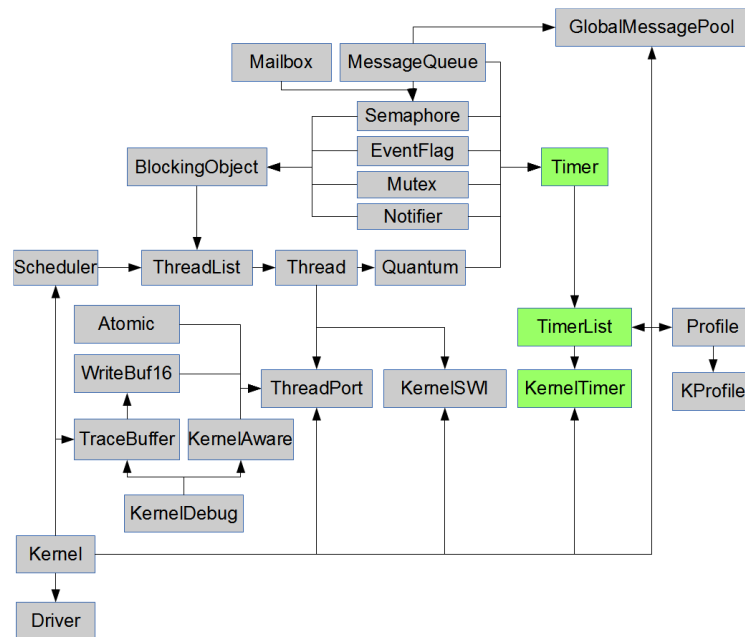 GlobalMessagePool
Mailbox
MessageQueue
Semaphore
EventFlag
BlockingObject
Timer
Mutex
Notifier
Scheduler
ThreadList
Thread
Quantum
Atomic
TimerList
Profile
WriteBuf16
ThreadPort
KernelSWI
KernelTimer
KProfile
TraceBuffer
KernelAware
KernelDebug
Kernel
Driver